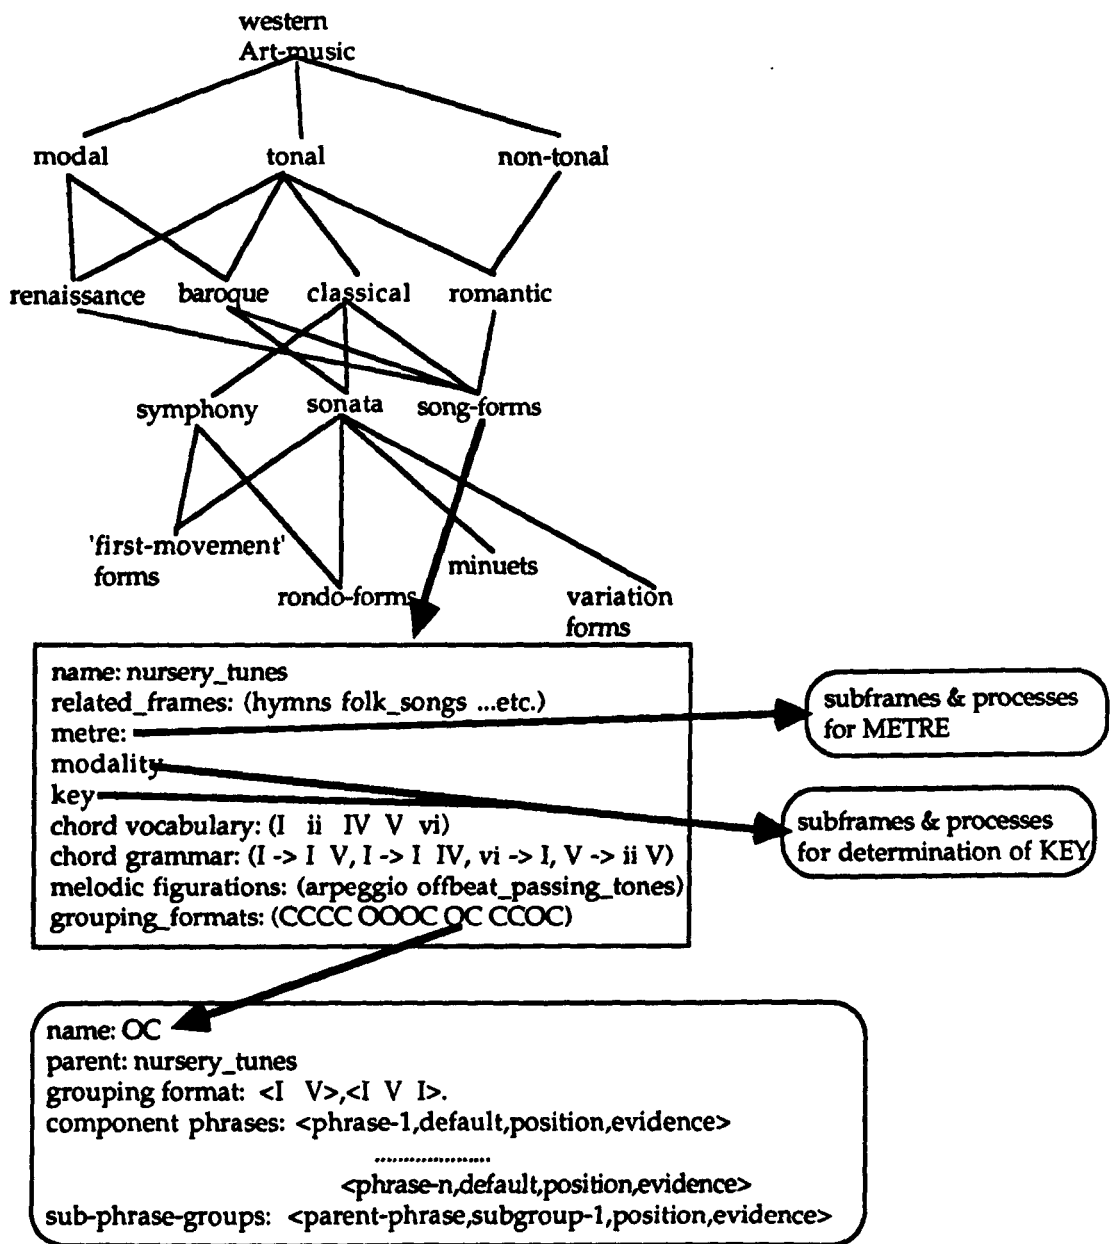 western
Art-music
modal tonal non-tonal
renaissance baroque classical romantic
symphony sonata song-forms
'first-movement'
forms
minuets
rondo-forms
variation
forms
name: nursery_tunes
related_frames: (hymns folk_songs ...etc.)
metre:
modality
key
chord vocabulary: (I ii IV V vi)
chord grammar: (I -> I V, I -> I IV, vi -> I, V -> ii V)
melodic figurations: (arpeggio offbeat_passing_tones)
grouping_formats: (CCCC OOOC OC CCOC)
subframes & processes
for METRE
subframes & processes
for determination of KEY
name: OC
parent: nursery_tunes
grouping format: <I V>,<I V I>.
component phrases: <phrase-1,default,position,evidence>
.....................
<phrase-n,default,position,evidence>
sub-phrase-groups: <parent-phrase,subgroup-1,position,evidence>